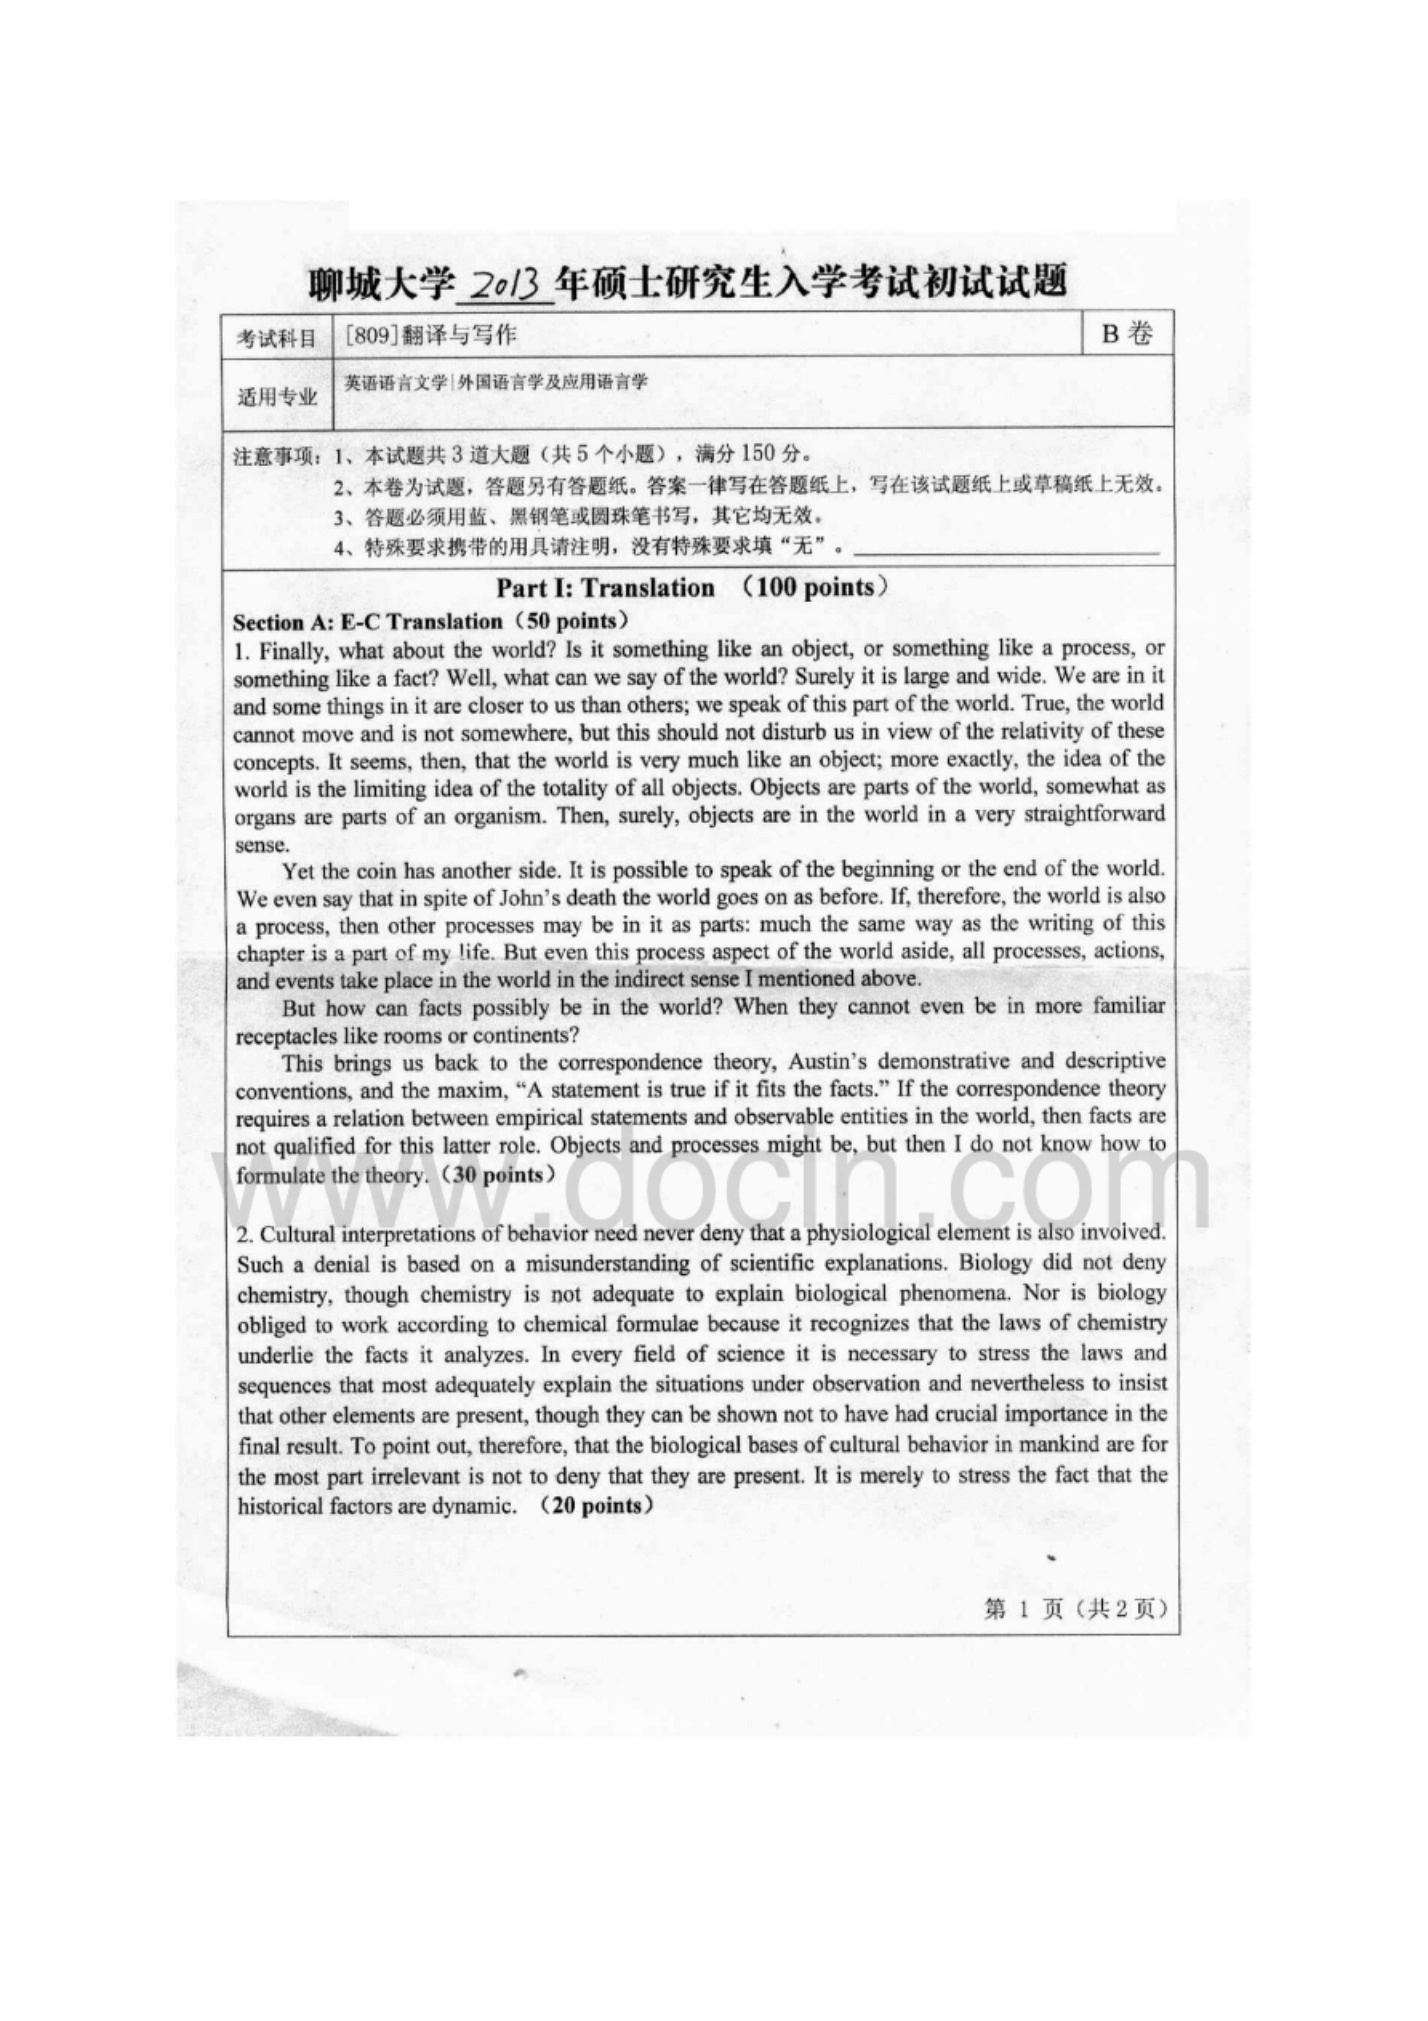 聊城大学 2013 年硕士研究生入学考试初试试题
考试科目 [809]翻译与写作 B 卷
适用专业 英语语言文学|外国语言学及应用语言学
注意事项：1、本试题共 3 道大题（共 5 个小题），满分 150 分。
2、本卷为试题，答题另有答题纸。答案一律写在答题纸上，写在该试题纸上或草稿纸上无效。
3、答题必须用蓝、黑钢笔或圆珠笔书写，其它均无效。
4、特殊要求携带的用具请注明，没有特殊要求填“无”。
Part I: Translation （100 points）
Section A: E-C Translation（50 points）
1. Finally, what about the world? Is it something like an object, or something like a process, or
something like a fact? Well, what can we say of the world? Surely it is large and wide. We are in it
and some things in it are closer to us than others; we speak of this part of the world. True, the world
cannot move and is not somewhere, but this should not disturb us in view of the relativity of these
concepts. It seems, then, that the world is very much like an object; more exactly, the idea of the
world is the limiting idea of the totality of all objects. Objects are parts of the world, somewhat as
organs are parts of an organism. Then, surely, objects are in the world in a very straightforward
sense.
Yet the coin has another side. It is possible to speak of the beginning or the end of the world.
We even say that in spite of John's death the world goes on as before. If, therefore, the world is also
a process, then other processes may be in it as parts: much the same way as the writing of this
chapter is a part of my life. But even this process aspect of the world aside, all processes, actions,
and events take place in the world in the indirect sense I mentioned above.
But how can facts possibly be in the world? When they cannot even be in more familiar
receptacles like rooms or continents?
This brings us back to the correspondence theory, Austin's demonstrative and descriptive
conventions, and the maxim, “A statement is true if it fits the facts.” If the correspondence theory
requires a relation between empirical statements and observable entities in the world, then facts are
not qualified for this latter role. Objects and processes might be, but then I do not know how to
formulate the theory.（30 points）
www.docin.com
2. Cultural interpretations of behavior need never deny that a physiological element is also involved.
Such a denial is based on a misunderstanding of scientific explanations. Biology did not deny
chemistry, though chemistry is not adequate to explain biological phenomena. Nor is biology
obliged to work according to chemical formulae because it recognizes that the laws of chemistry
underlie the facts it analyzes. In every field of science it is necessary to stress the laws and
sequences that most adequately explain the situations under observation and nevertheless to insist
that other elements are present, though they can be shown not to have had crucial importance in the
final result. To point out, therefore, that the biological bases of cultural behavior in mankind are for
the most part irrelevant is not to deny that they are present. It is merely to stress the fact that the
historical factors are dynamic. （20 points）
第 1 页（共 2 页）